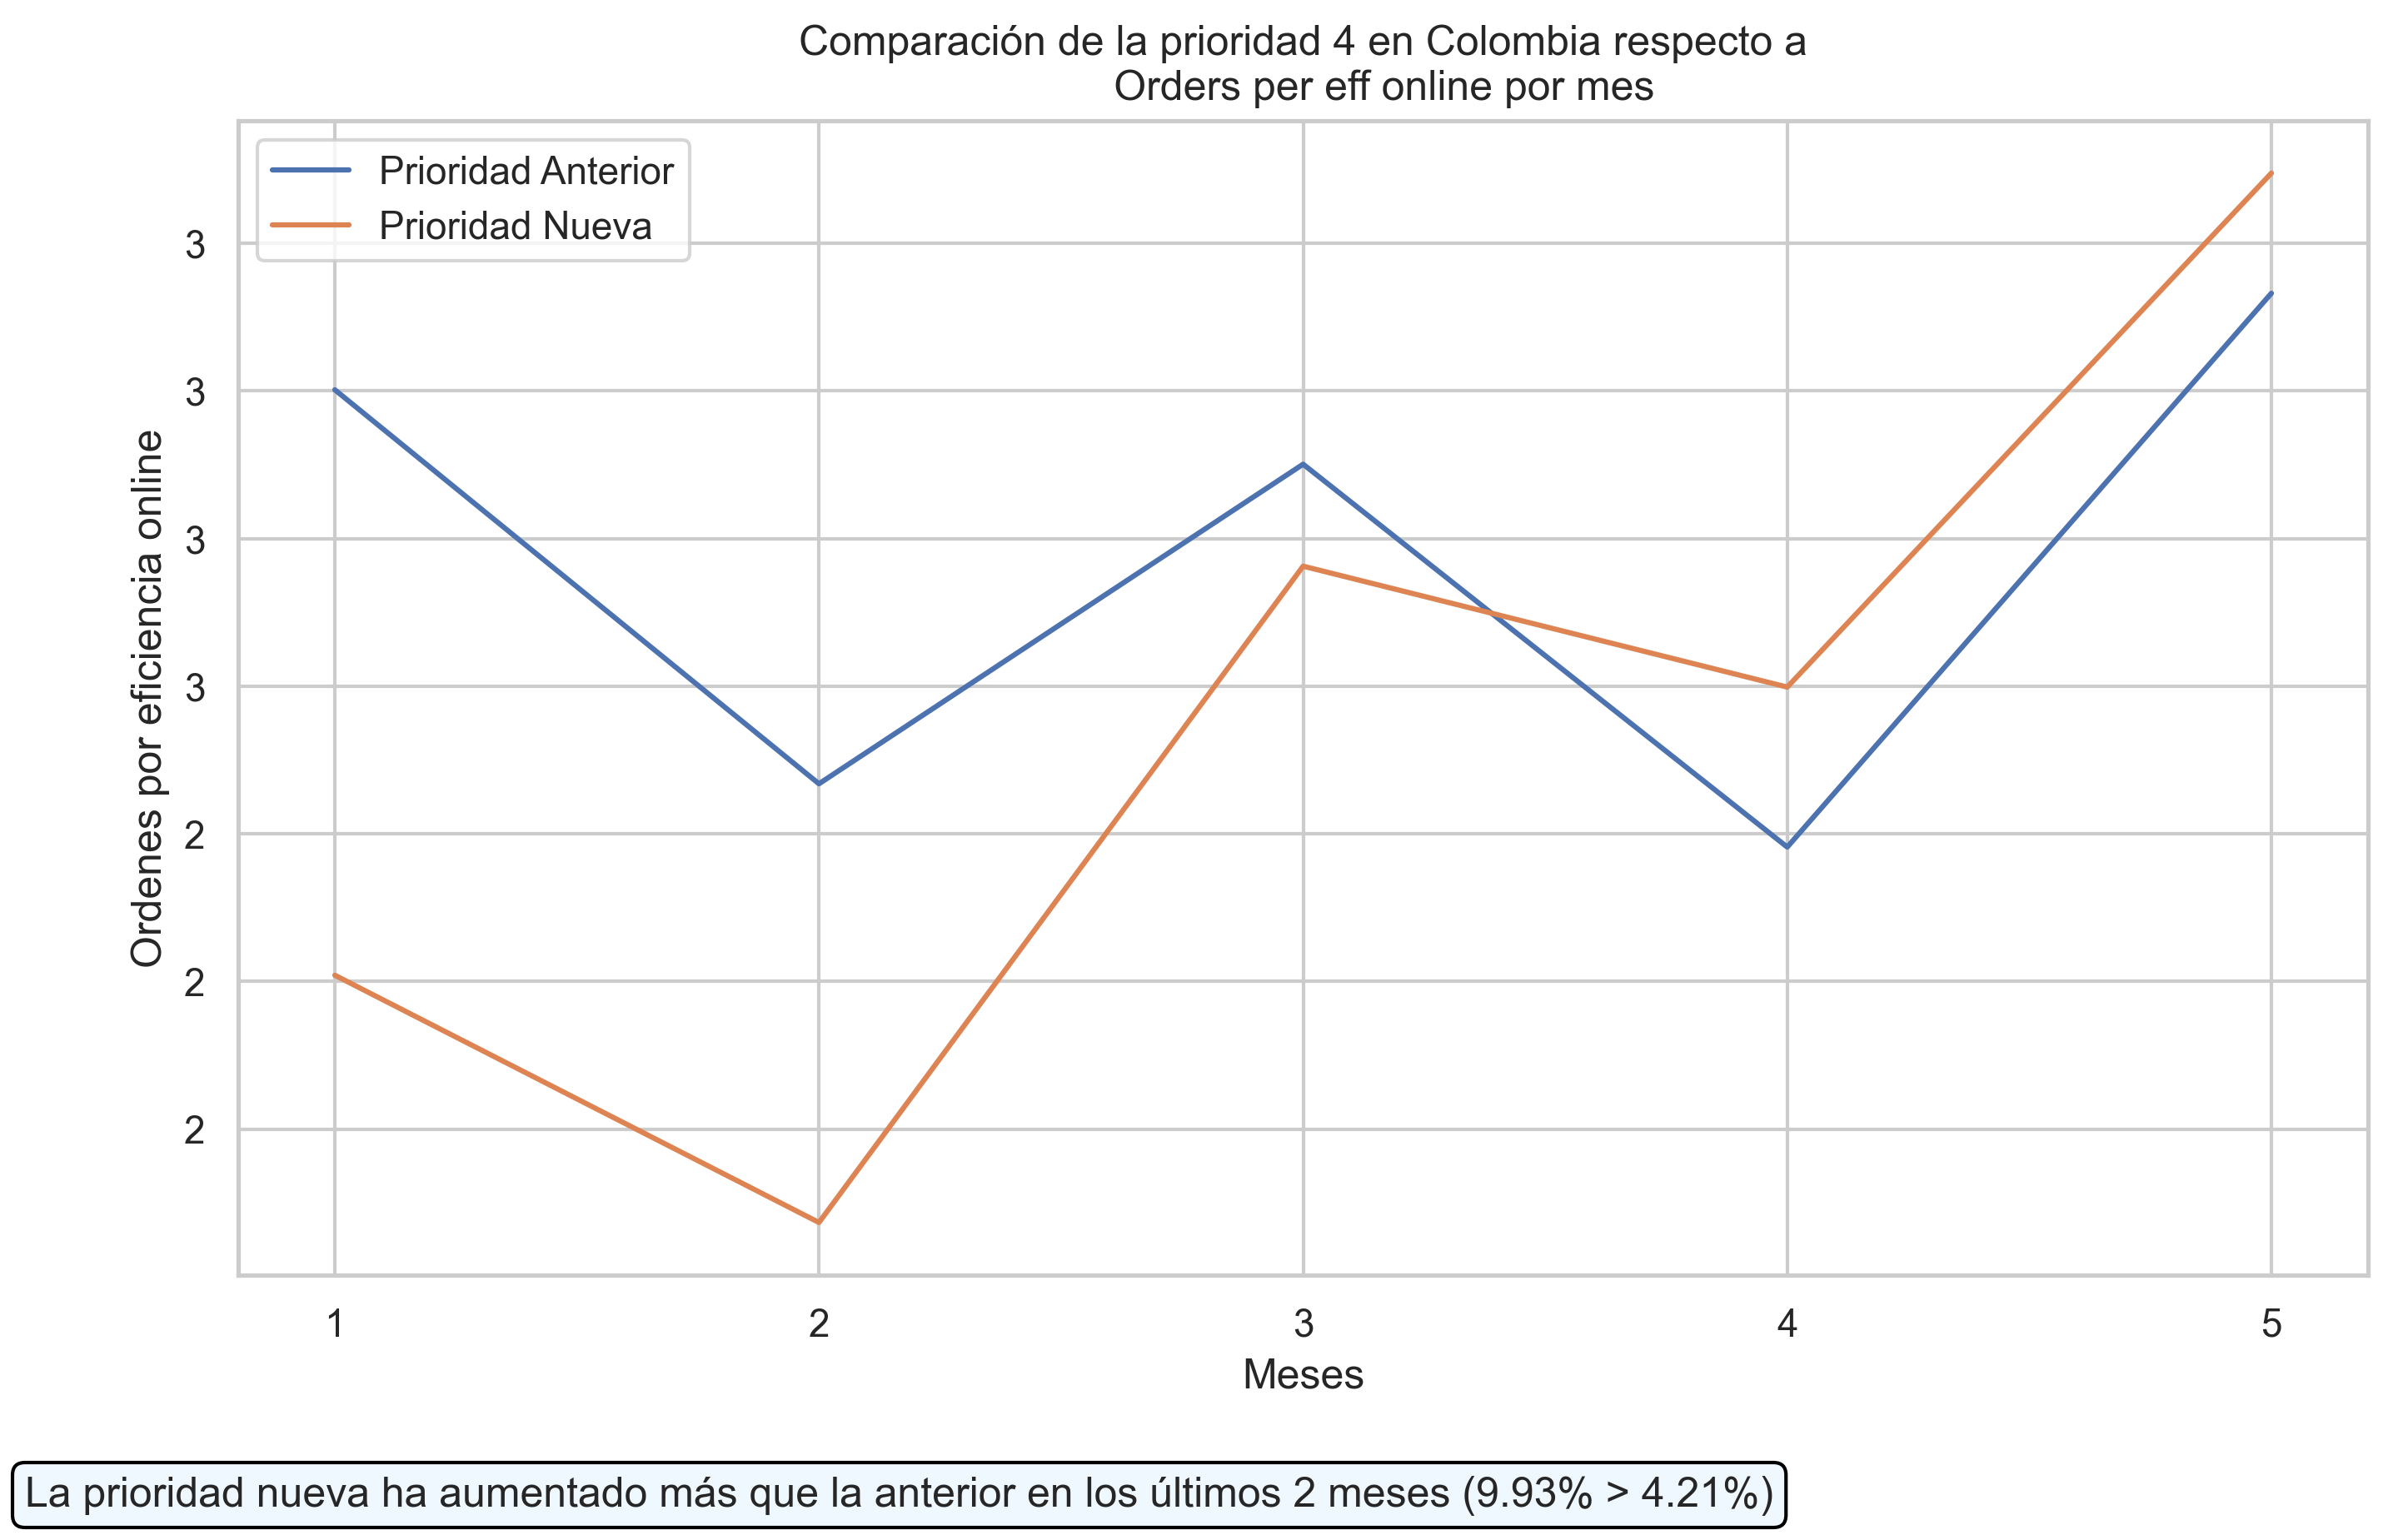 Comparación de la prioridad 4 en Colombia respecto a
Orders per eff online por mes
Prioridad Anterior
Prioridad Nueva
Ordenes por eficiencia online
3
3
3
3
2
2
2
1
2
3
4
5
Meses
La prioridad nueva ha aumentado más que la anterior en los últimos 2 meses (9.93% > 4.21%)